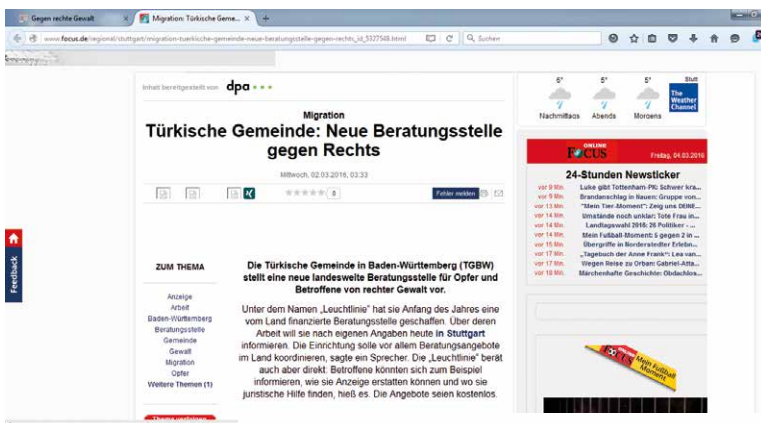 Gegen rechte Gewalt
Migration: Türkische Geme...
www.focus.de/regional/stuttgart/migration-tuerkische-gemeinde-neue-beratungsstelle-gegen-rechts_id_5327548.html
Suchen
Inhalt bereitgestellt von dpa
Migration
Türkische Gemeinde: Neue Beratungsstelle
gegen Rechts
Mittwoch, 02.03.2016, 03:33
0
Fehler melden
Feedback
ZUM THEMA
Anzeige
Arbeit
Baden-Württemberg
Beratungsstelle
Gemeinde
Gewalt
Migration
Opfer
Weitere Themen (1)
Thema verfolgen
Die Türkische Gemeinde in Baden-Württemberg (TGBW)
stellt eine neue landesweite Beratungsstelle für Opfer und
Betroffene von rechter Gewalt vor.
Unter dem Namen „Leuchtlinie" hat sie Anfang des Jahres eine
vom Land finanzierte Beratungsstelle geschaffen. Über deren
Arbeit will sie nach eigenen Angaben heute in Stuttgart
informieren. Die Einrichtung solle vor allem Beratungsangebote
im Land koordinieren, sagte ein Sprecher. Die „Leuchtlinie" berät
auch aber direkt: Betroffene könnten sich zum Beispiel
informieren, wie sie Anzeige erstatten können und wo sie
juristische Hilfe finden, hieß es. Die Angebote seien kostenlos.
6° 5° 5° Stutt
Nachmittags Abends Morgens
The
Weather
Channel
ONLINE
FOCUS
Freitag, 04.03.2016
24-Stunden Newsticker
vor 9 Min. Luke gibt Tottenham-PK: Schwer kra...
vor 9 Min. Brandanschlag in Nauen: Gruppe von...
vor 13 Min. "Mein Tier-Moment": Zeig uns DEINE...
vor 14 Min. Umstände noch unklar: Tote Frau in...
vor 14 Min. Landtagswahl 2016: 26 Politiker - ...
vor 14 Min. Mein Fußball-Moment: 5 gegen 2 in ...
vor 15 Min. Übergriffe in Norderstedter Erlebn...
vor 17 Min. „Tagebuch der Anne Frank": Lea van...
vor 17 Min. Wegen Reise zu Orban: Gabriel-Atta...
vor 18 Min. Märchenhafte Geschichte: Obdachlos...
ONLINE
FOCUS
Mein Fußball
Moment